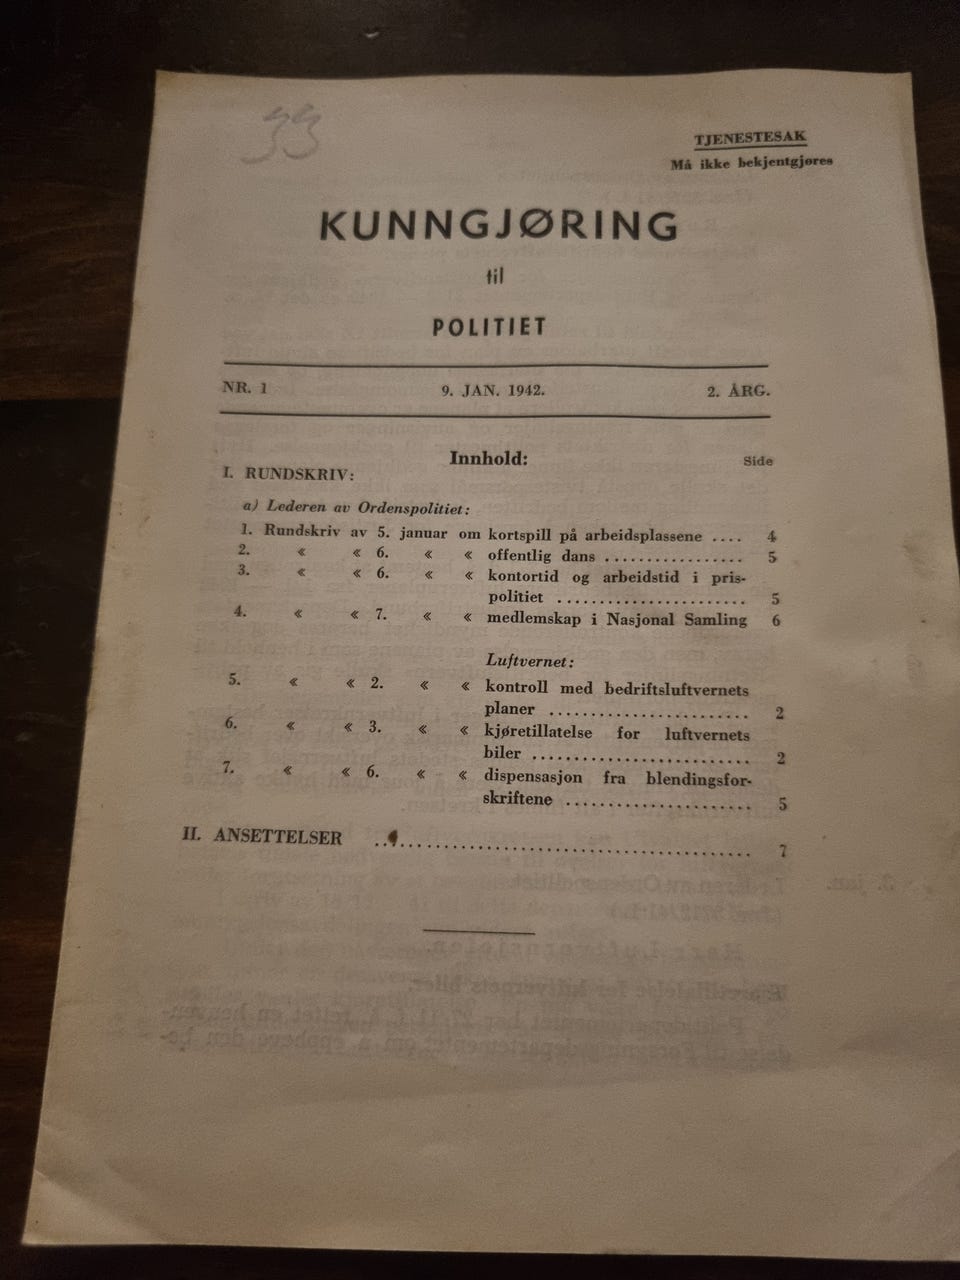 33
TJENESTESAK
Må ikke bekjentgjøres
KUNNGJØRING
til
POLITIET
NR. 1 9. JAN. 1942. 2. ÅRG.
Innhold: Side
I. RUNDSKRIV:
a) Lederen av Ordenspolitiet:
1. Rundskriv av 5. januar om kortspill på arbeidsplassene .... 4
2. « « 6. « « offentlig dans ................. 5
3. « « 6. « « kontortid og arbeidstid i pris-
politiet ....................... 5
4. « « 7. « « medlemskap i Nasjonal Samling 6
Luftvernet:
5. « « 2. « « kontroll med bedriftsluftvernets
planer ........................ 2
6. « « 3. « « kjøretillatelse for luftvernets
biler .......................... 2
7. « « 6. « « dispensasjon fra blendingsfor-
skriftene ...................... 5
II. ANSETTELSER ............................................. 7